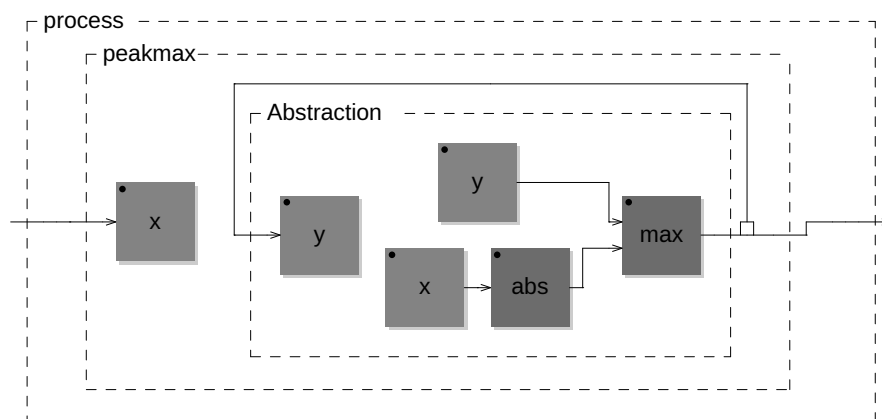 process
peakmax
Abstraction
y
x
y
max
x
abs